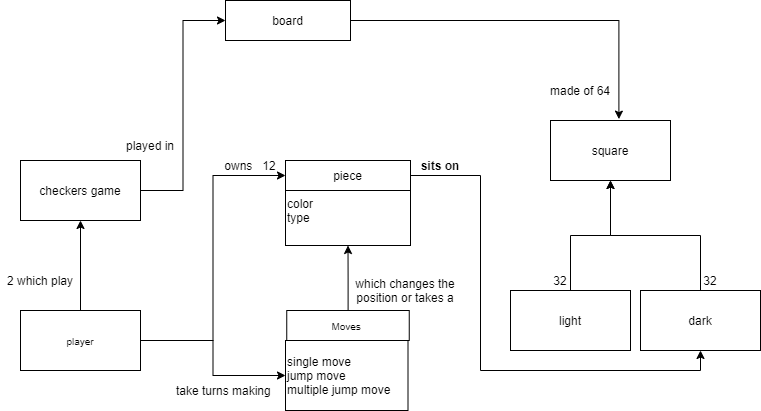 board
made of 64
played in
square
owns 12
sits on
checkers game
piece
color
type
2 which play
which changes the
position or takes a
32
32
light
dark
player
Moves
single move
jump move
multiple jump move
take turns making